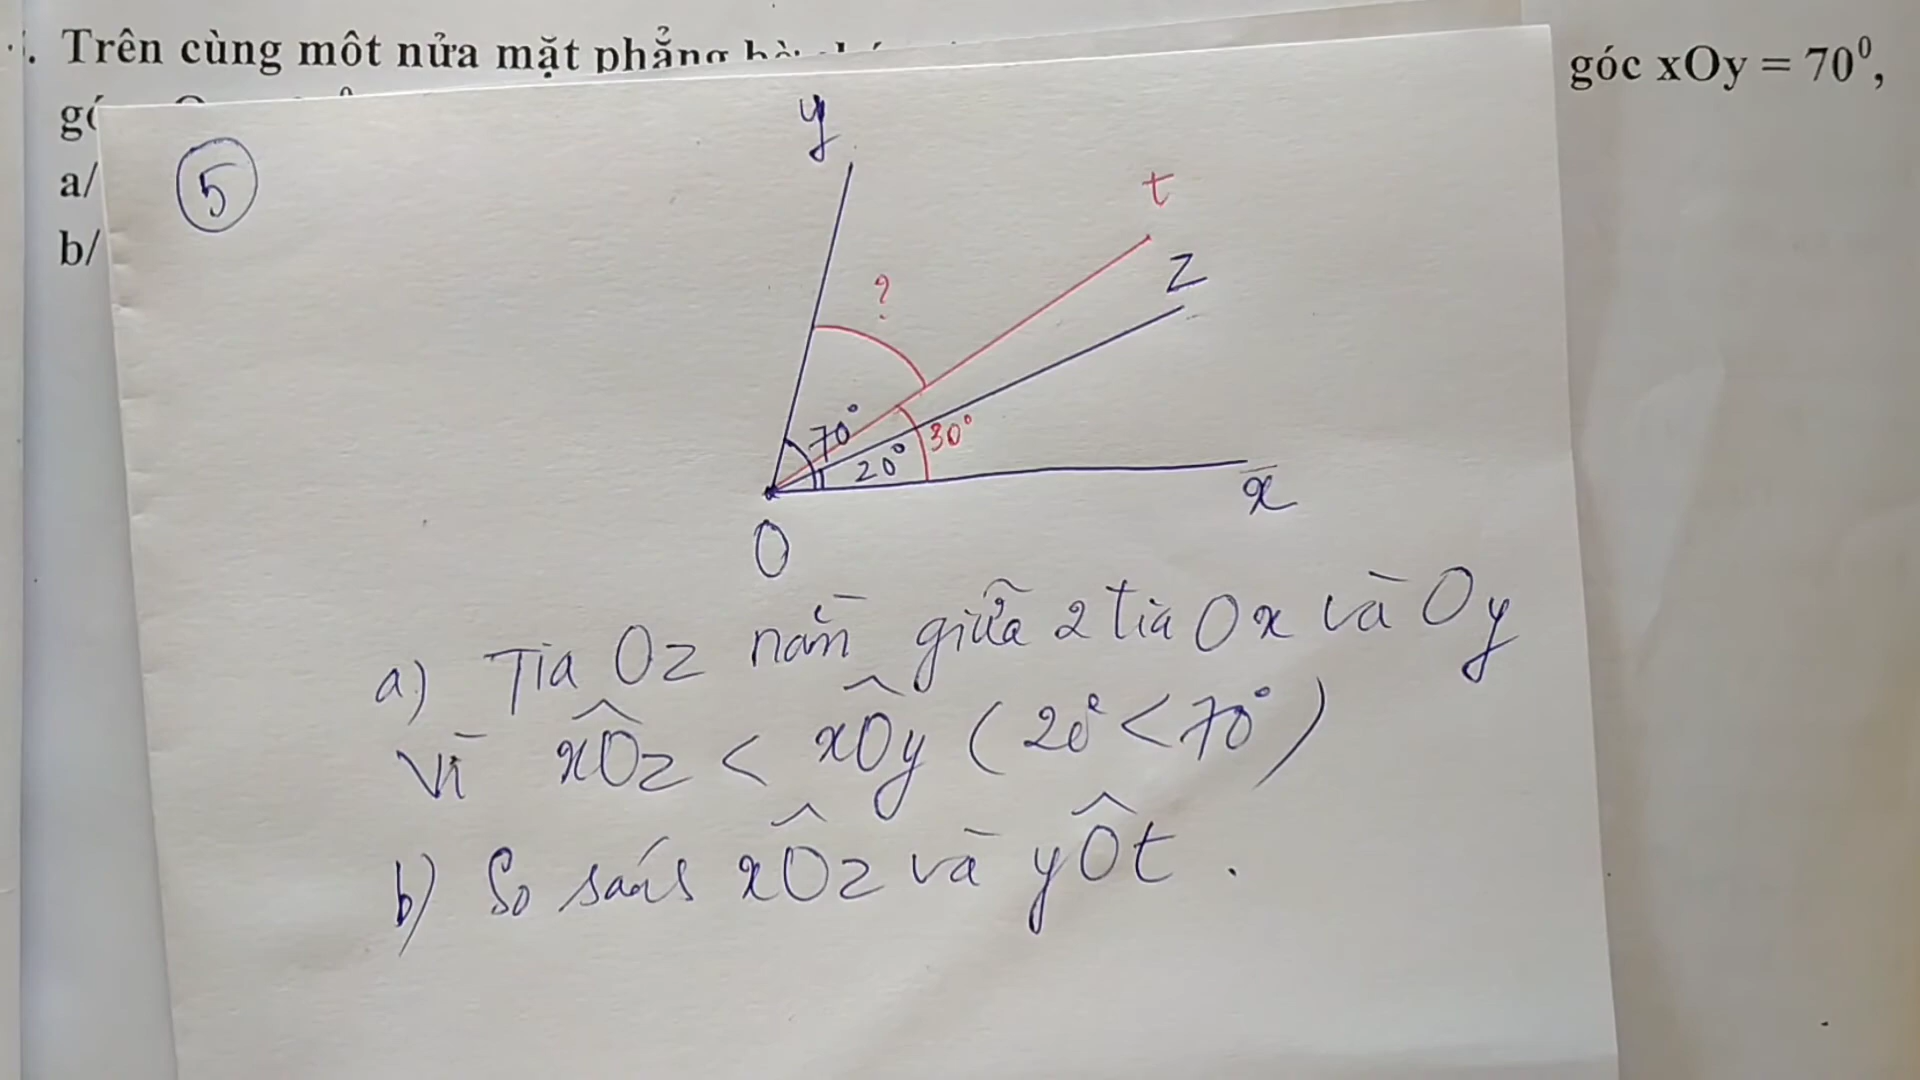 . Trên cùng một nửa mặt phẳng góc xOy = 70⁰,
a/
b/
5
y
t
z
?
70°
20°
30°
x
O
a) Tia Oz nằm giữa 2 tia Ox và Oy
Vì xÔz < xÔy (20° < 70°)
b) So sánh xÔz và yÔt.